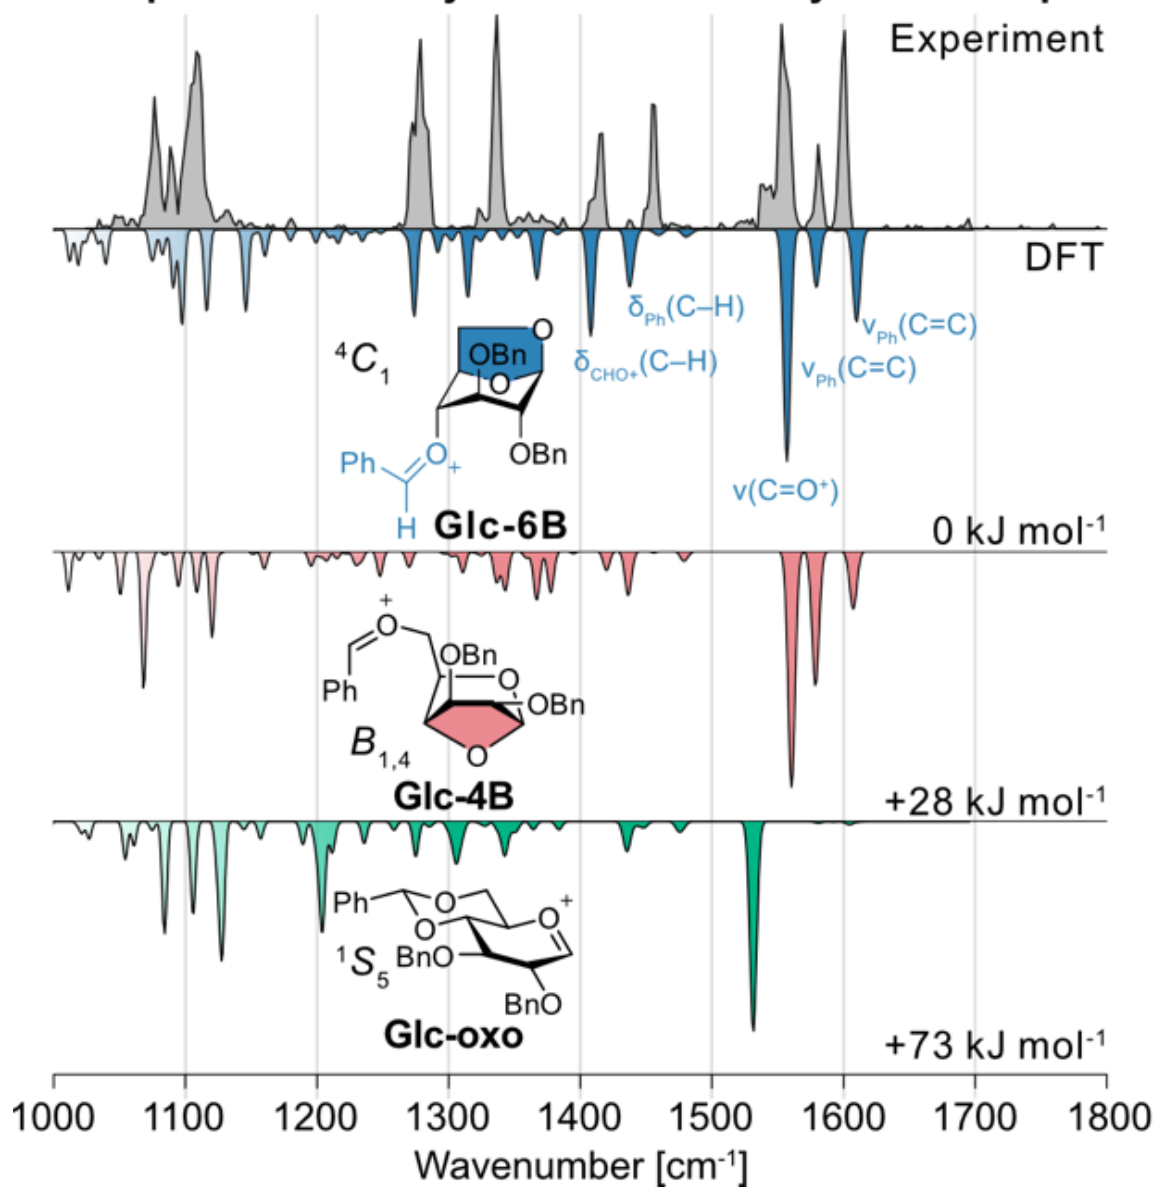 Experiment
DFT
δPh(C–H)
νPh(C=C)
4C1
OBn
O
O
δCHO+(C–H)
νPh(C=C)
Ph
O
+
OBn
ν(C=O+)
H
Glc-6B
0 kJ mol-1
+
O
OBn
O
Ph
OBn
B1,4
O
Glc-4B
+28 kJ mol-1
Ph
O
O
+
O
1S5
BnO
BnO
Glc-oxo
+73 kJ mol-1
1000 1100 1200 1300 1400 1500 1600 1700 1800
Wavenumber [cm-1]